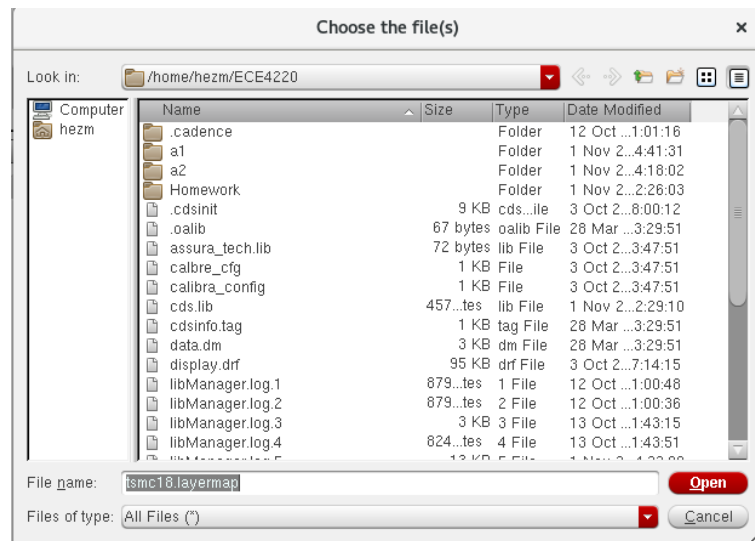 Choose the file(s)
Look in: /home/hezm/ECE4220
Computer
hezm
Name Size Type Date Modified
.cadence Folder 12 Oct ...1:01:16
a1 Folder 1 Nov 2...4:41:31
a2 Folder 1 Nov 2...4:18:02
Homework Folder 1 Nov 2...2:26:03
.cdsinit 9 KB cds...ile 3 Oct 2...8:00:12
.oalib 67 bytes oalib File 28 Mar ...3:29:51
assura_tech.lib 72 bytes lib File 3 Oct 2...3:47:51
calbre_cfg 1 KB File 3 Oct 2...3:47:51
calibra_config 1 KB File 3 Oct 2...3:47:51
cds.lib 457...tes lib File 1 Nov 2...2:29:10
cdsinfo.tag 1 KB tag File 28 Mar ...3:29:51
data.dm 3 KB dm File 28 Mar ...3:29:51
display.drf 95 KB drf File 3 Oct 2...7:14:15
libManager.log.1 879...tes 1 File 12 Oct ...1:00:48
libManager.log.2 879...tes 2 File 12 Oct ...1:00:36
libManager.log.3 3 KB 3 File 13 Oct ...1:43:15
libManager.log.4 824...tes 4 File 13 Oct ...1:43:51
File name: tsmc18.layermap Open
Files of type: All Files (*) Cancel